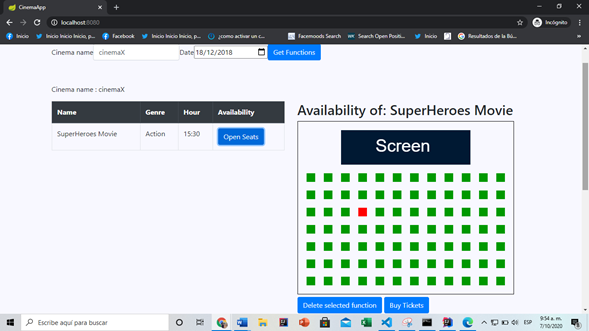 CinemaApp
localhost:8080
Incógnito
Inicio
Inicio Inicio Inicio, p...
Facebook
Inicio Inicio Inicio, p...
¿como activar un c...
Facemoods Search
Search Open Positi...
Inicio
Resultados de la Bú...
Cinema name cinemaX Date 18/12/2018 Get Functions
Cinema name : cinemaX
Name Genre Hour Availability
SuperHeroes Movie Action 15:30 Open Seats
Availability of: SuperHeroes Movie
Screen
Delete selected function Buy Tickets
Escribe aquí para buscar
ESP
9:54 a. m.
7/10/2020